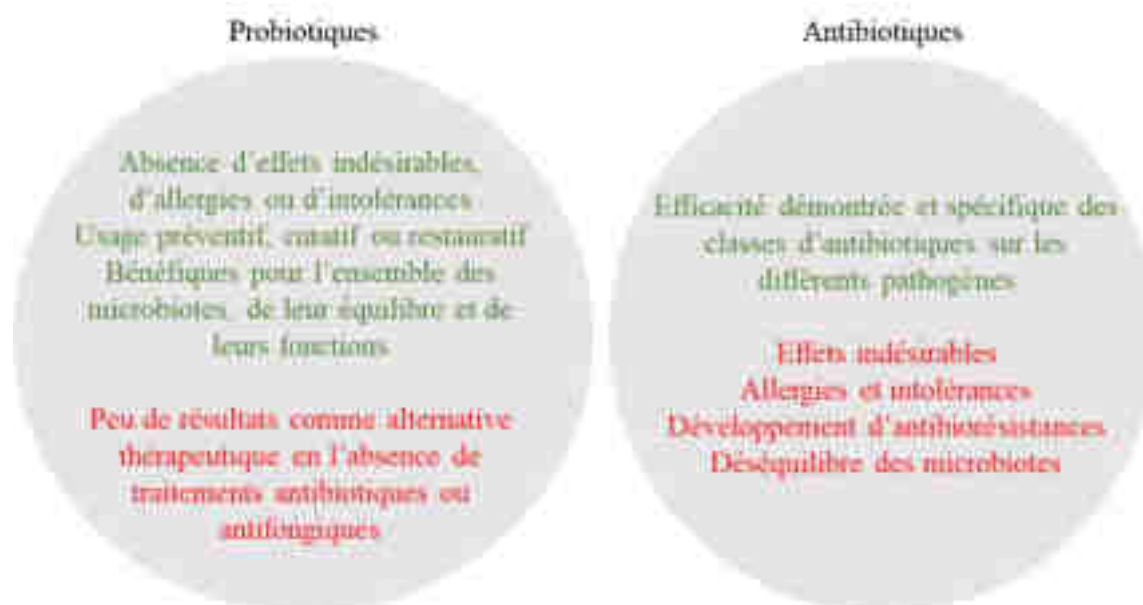 Probiotiques
Absence d'effets indésirables,
d'allergies ou d'intolérances
Usage préventif, curatif ou restauratif
Bénéfiques pour l'ensemble des
microbiotes, de leur équilibre et de
leurs fonctions
Peu de résultats comme alternative
thérapeutique en l'absence de
traitements antibiotiques ou
antifongiques
Antibiotiques
Efficacité démontrée et spécifique des
classes d'antibiotiques sur les
différents pathogènes
Effets indésirables
Allergies et intolérances
Développement d'antibiorésistances
Déséquilibre des microbiotes